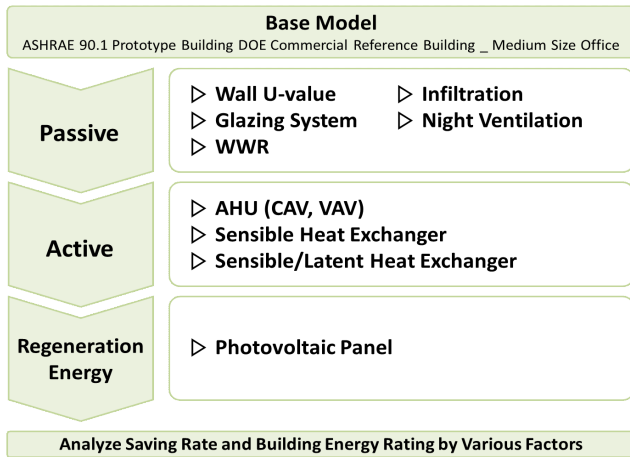 Base Model
ASHRAE 90.1 Prototype Building DOE Commercial Reference Building _ Medium Size Office
Passive
Wall U-value
Glazing System
WWR
Infiltration
Night Ventilation
Active
AHU (CAV, VAV)
Sensible Heat Exchanger
Sensible/Latent Heat Exchanger
Regeneration
Energy
Photovoltaic Panel
Analyze Saving Rate and Building Energy Rating by Various Factors